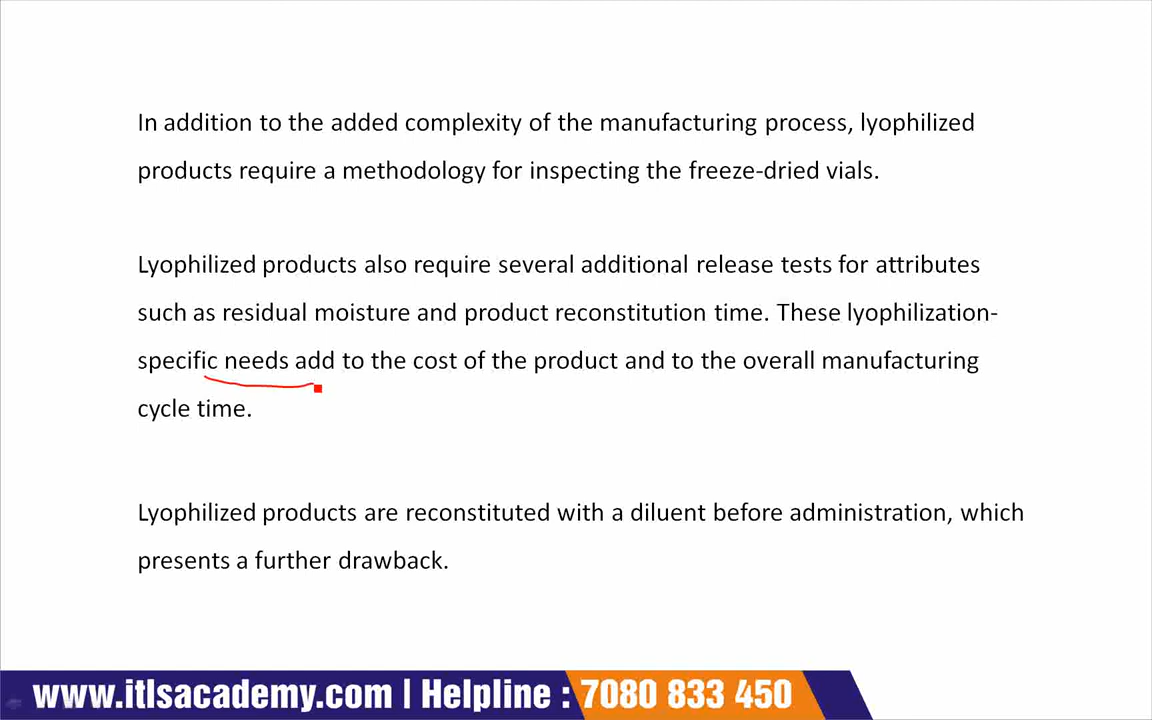 In addition to the added complexity of the manufacturing process, lyophilized
products require a methodology for inspecting the freeze-dried vials.
Lyophilized products also require several additional release tests for attributes
such as residual moisture and product reconstitution time. These lyophilization-
specific needs add to the cost of the product and to the overall manufacturing
cycle time.
Lyophilized products are reconstituted with a diluent before administration, which
presents a further drawback.
www.itlsacademy.com | Helpline : 7080 833 450